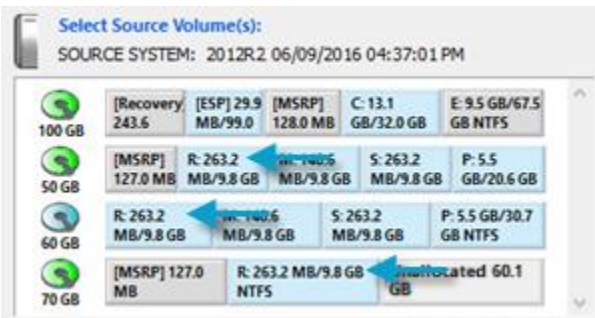 Select Source Volume(s):
SOURCE SYSTEM: 2012R2 06/09/2016 04:37:01 PM
100 GB
[Recovery
243.6
[ESP] 29.9
MB/99.0
[MSRP]
128.0 MB
C: 13.1
GB/32.0 GB
E: 9.5 GB/67.5
GB NTFS
50 GB
[MSRP]
127.0 MB
R: 263.2
MB/9.8 GB
MB/9.8 GB
S: 263.2
MB/9.8 GB
P: 5.5
GB/20.6 GB
60 GB
R: 263.2
MB/9.8 GB
MB/9.8 GB
S: 263.2
MB/9.8 GB
P: 5.5 GB/30.7
GB NTFS
70 GB
[MSRP] 127.0
MB
R: 263.2 MB/9.8 GB
NTFS
60.1
GB